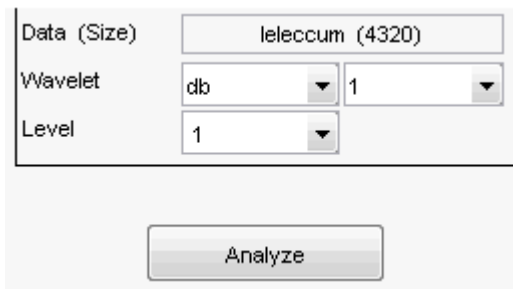 Data (Size) leleccum (4320)
Wavelet db 1
Level 1
Analyze